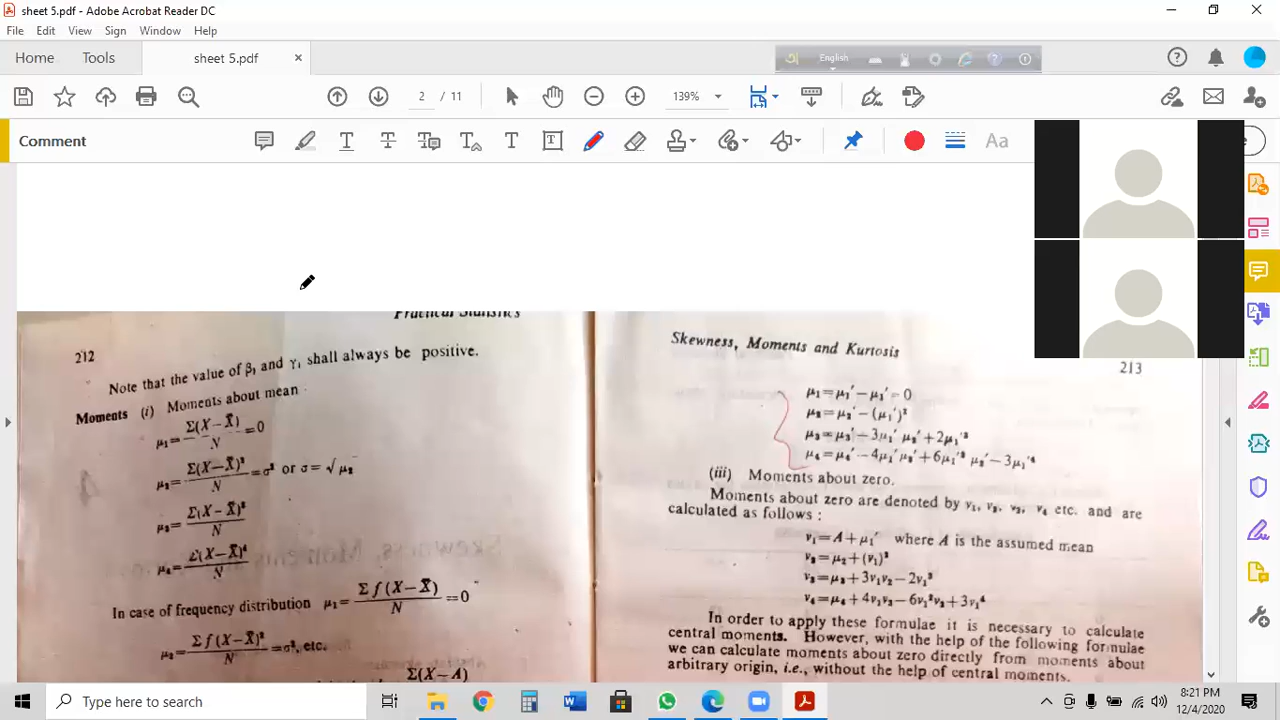 sheet 5.pdf - Adobe Acrobat Reader DC
File Edit View Sign Window Help
Home Tools sheet 5.pdf English
2 / 11 139%
Comment
Aa
Practical Statistics
212
Note that the value of β₁ and γ₁ shall always be positive.
Moments (i) Moments about mean
μ₁= Σ(X−X̄)/N =0
μ₂= Σ(X−X̄)²/N =σ² or σ=√μ₂
μ₃= Σ(X−X̄)³/N
μ₄= Σ(X−X̄)⁴/N
In case of frequency distribution μ₁= Σf(X−X̄)/N =0
μ₂= Σf(X−X̄)²/N =σ², etc.
Σ(X−A)
Skewness, Moments and Kurtosis
213
μ₁=μ₁′−μ₁′=0
μ₂=μ₂′−(μ₁′)²
μ₃=μ₃′−3μ₁′ μ₂′+2μ₁′³
μ₄=μ₄′−4μ₁′μ₃′+6μ₁′² μ₂′−3μ₁′⁴
(iii) Moments about zero.
Moments about zero are denoted by v₁, v₂, v₃, v₄ etc. and are
calculated as follows :
v₁=A+μ₁′ where A is the assumed mean
v₂=μ₂+(v₁)²
v₃=μ₃+3v₁v₂−2v₁³
v₄=μ₄+4v₁v₃−6v₁²v₂+3v₁⁴
In order to apply these formulae it is necessary to calculate
central moments. However, with the help of the following formulae
we can calculate moments about zero directly from moments about
arbitrary origin, i.e., without the help of central moments.
Type here to search
8:21 PM
12/4/2020